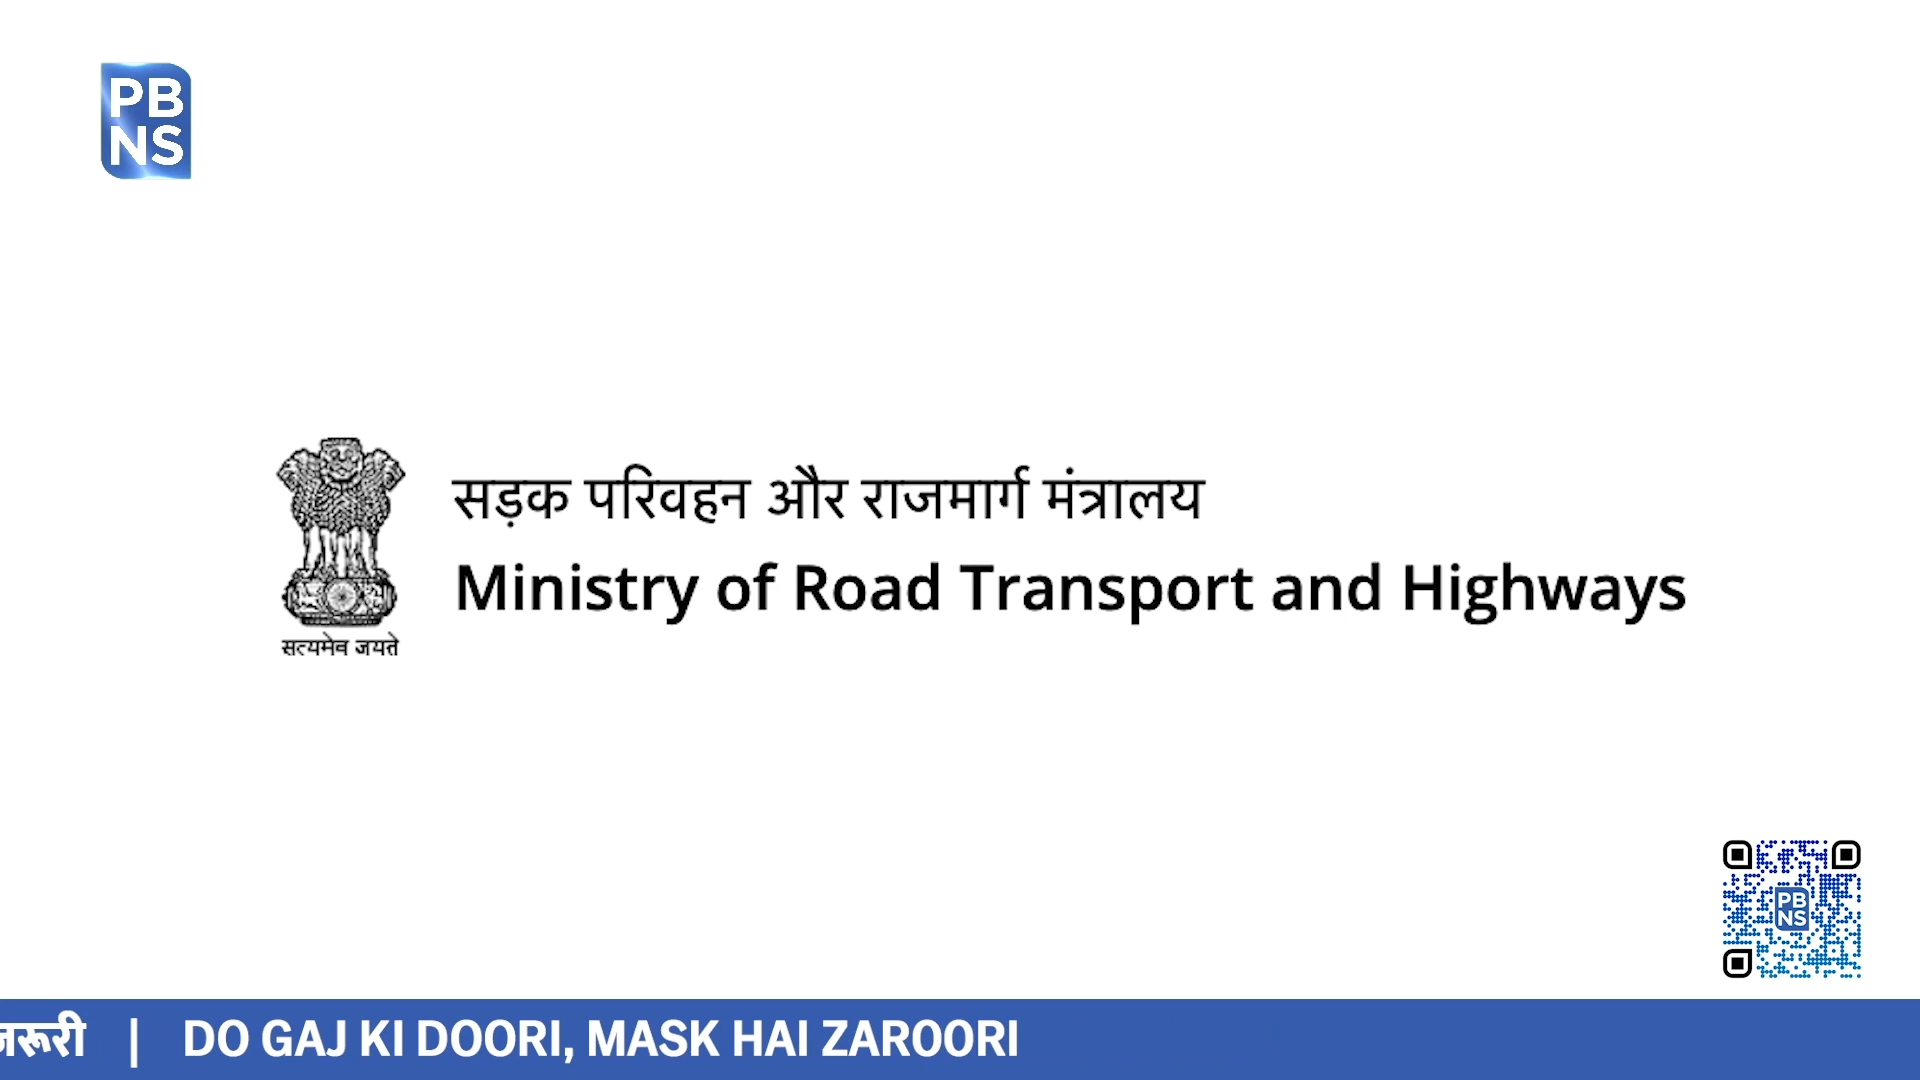 PB
NS
सड़क परिवहन और राजमार्ग मंत्रालय
Ministry of Road Transport and Highways
सत्यमेव जयते
PB
NS
जरूरी | DO GAJ KI DOORI, MASK HAI ZAROORI